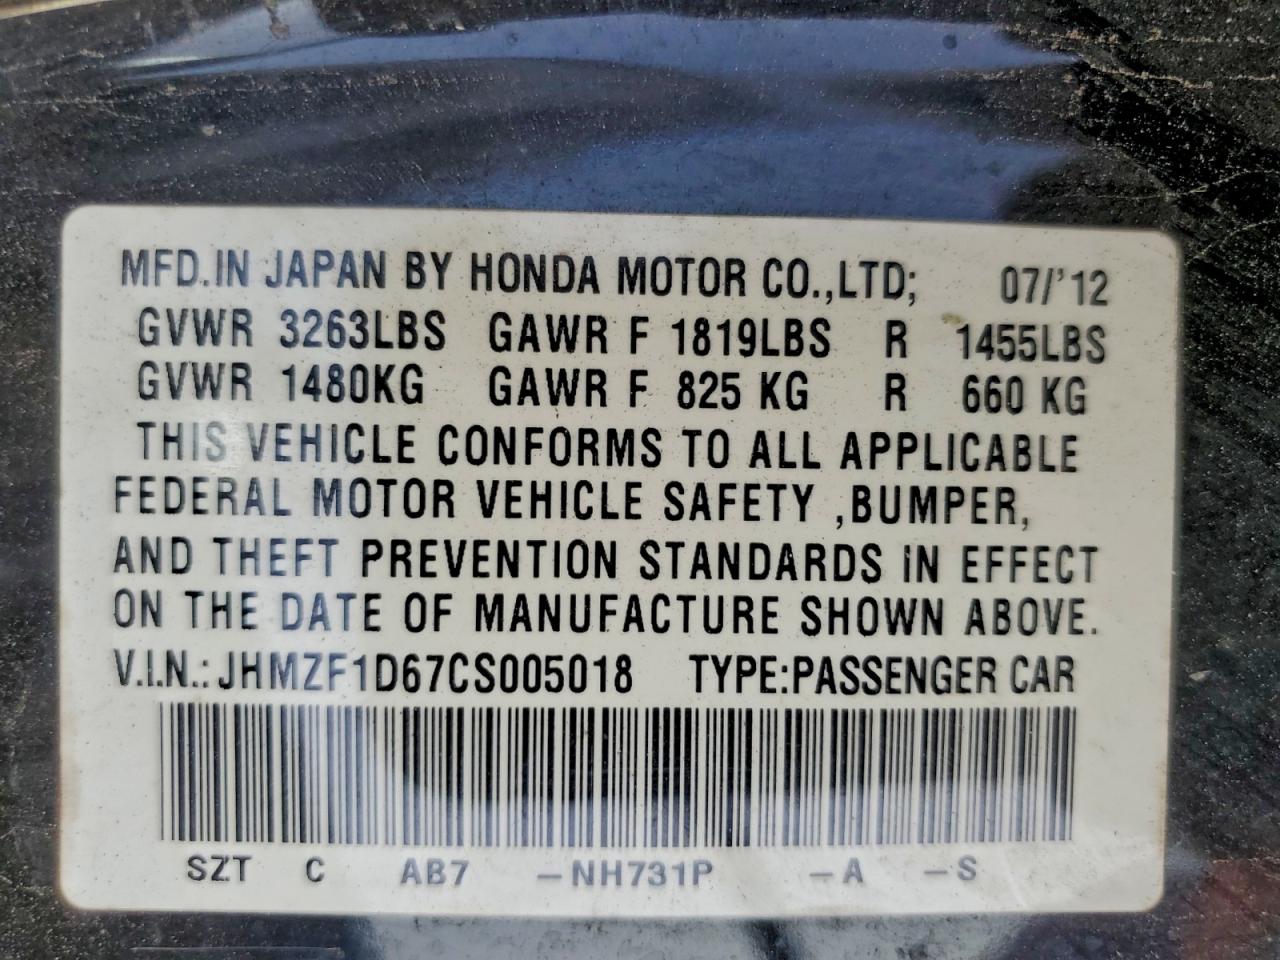 MFD.IN JAPAN BY HONDA MOTOR CO.,LTD; 07/'12
GVWR 3263LBS GAWR F 1819LBS R 1455LBS
GVWR 1480KG GAWR F 825 KG R 660 KG
THIS VEHICLE CONFORMS TO ALL APPLICABLE
FEDERAL MOTOR VEHICLE SAFETY ,BUMPER,
AND THEFT PREVENTION STANDARDS iN EFFECT
ON THE DATE OF MANUFACTURE SHOWN ABOVE.
V.I.N.: JHMZF1D67CS005018 TYPE:PASSENGER CAR
SZT C AB7 -NH731P -A -S